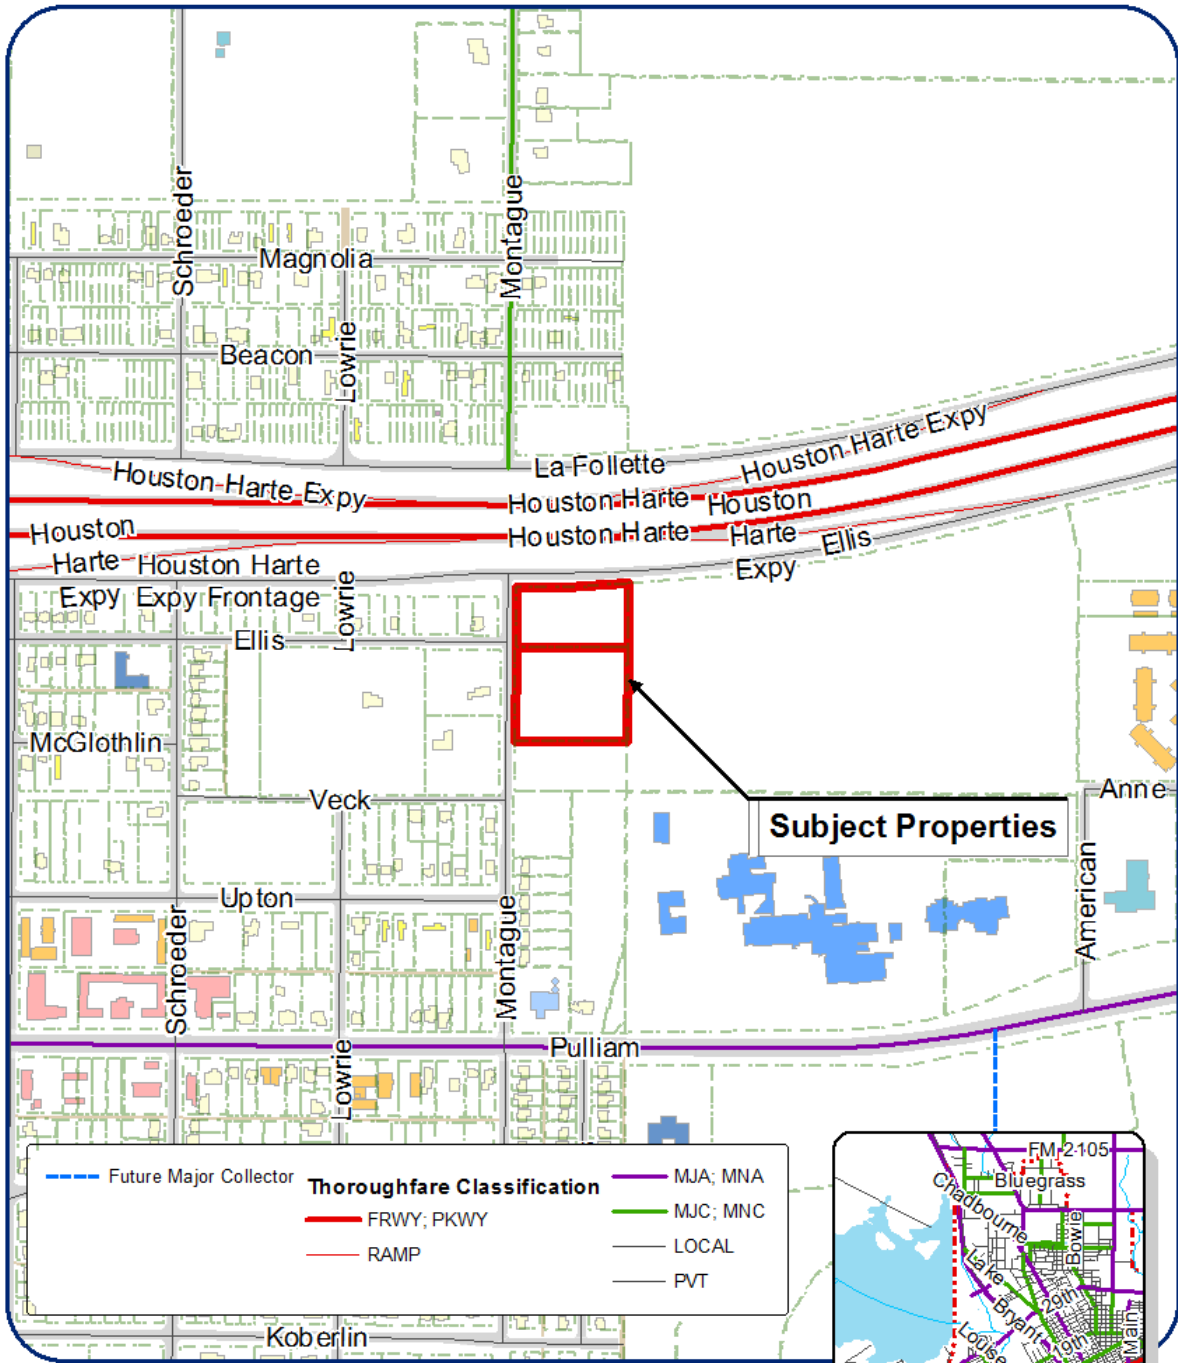 Schroeder
Montague
Magnolia
Lowrie
Beacon
La Follette
Houston Harte Expy
Houston Harte Expy
Houston Harte
Houston
Houston
Houston Harte
Harte
Ellis
Expy
Harte
Houston Harte
Expy
Expy Frontage
Lowrie
Ellis
McGlothlin
Veck
Anne
Subject Properties
American
Upton
Schroeder
Montague
Pulliam
Lowrie
Future Major Collector
Thoroughfare Classification
FRWY; PKWY
RAMP
MJA; MNA
MJC; MNC
LOCAL
PVT
Koberlin
FM 2105
Bluegrass
Chadbourne
Bowie
Lake
29th
Bryant
19th
Main
Loise